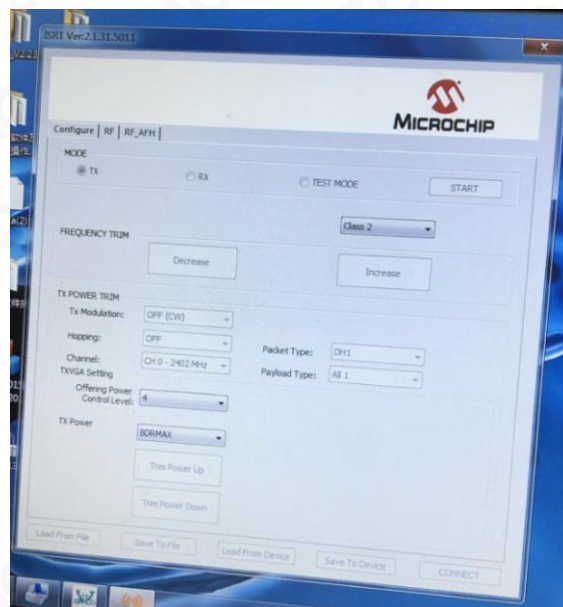 ISRT Ver:2.1.31.5011
X
MICROCHIP
Configure RF RF_AFH
MODE
TX RX TEST MODE START
Class 2
FREQUENCY TRIM
Decrease Increase
TX POWER TRIM
Tx Modulation: OFF (CW)
Hopping: OFF Packet Type: DH1
Channel: CH 0 - 2402 MHz Payload Type: All 1
TXVGA Setting
Offering Power
Control Level: 4
TX Power BDRMAX
Trim Power Up
Trim Power Down
Load From File Save To File Load From Device Save To Device CONNECT